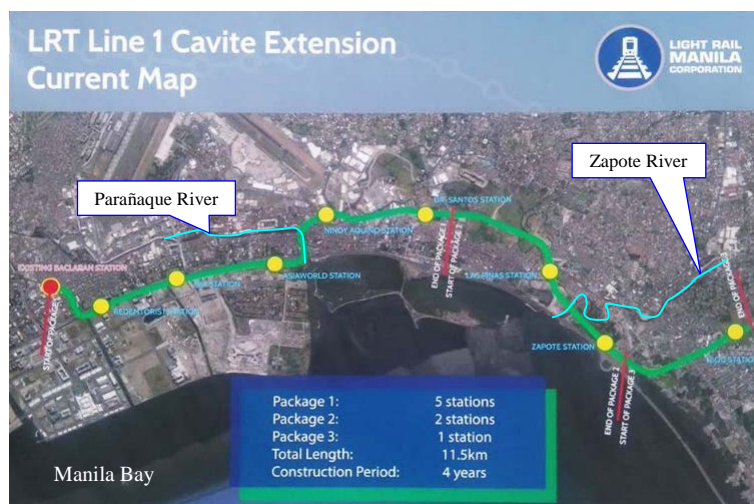 LRT Line 1 Cavite Extension
Current Map
LIGHT RAIL
MANILA
CORPORATION
Zapote River
Parañaque River
DR. SANTOS STATION
NINOY AQUINO STATION
EXISTING BACLARAN STATION
ASIAWORLD STATION
STATION
REDEMPTORIST STATION
LAS PIÑAS STATION
ZAPOTE STATION
NIOG STATION
START OF PACKAGE 1
END OF PACKAGE 1
START OF PACKAGE 2
END OF PACKAGE 2
START OF PACKAGE 3
END OF PACKAGE
Package 1: 5 stations
Package 2: 2 stations
Package 3: 1 station
Total Length: 11.5km
Construction Period: 4 years
Manila Bay